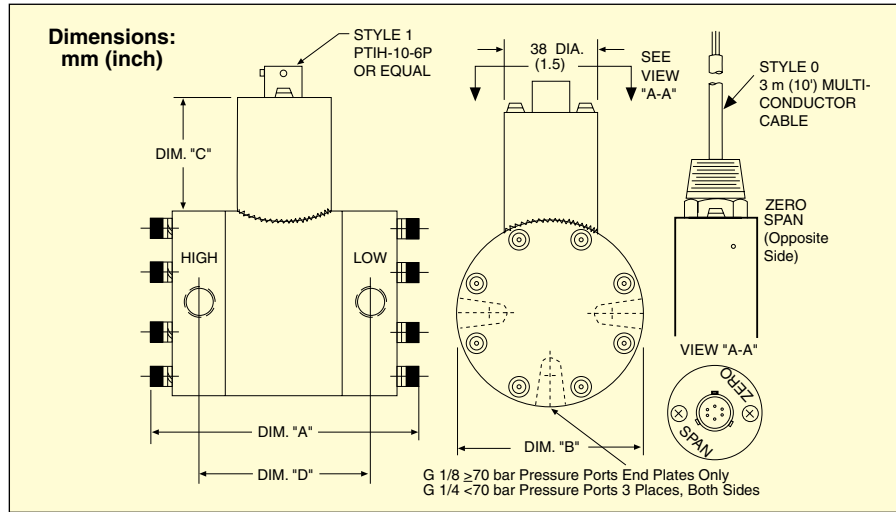 Dimensions:
mm (inch)
STYLE 1
PTIH-10-6P
OR EQUAL
38 DIA.
(1.5)
SEE
VIEW
"A-A"
STYLE 0
3 m (10') MULTI-
CONDUCTOR
CABLE
DIM. "C"
ZERO
SPAN
(Opposite
Side)
HIGH
LOW
VIEW "A-A"
ZERO
SPAN
DIM. "A"
DIM. "B"
DIM. "D"
G 1/8 ≥70 bar Pressure Ports End Plates Only
G 1/4 <70 bar Pressure Ports 3 Places, Both Sides